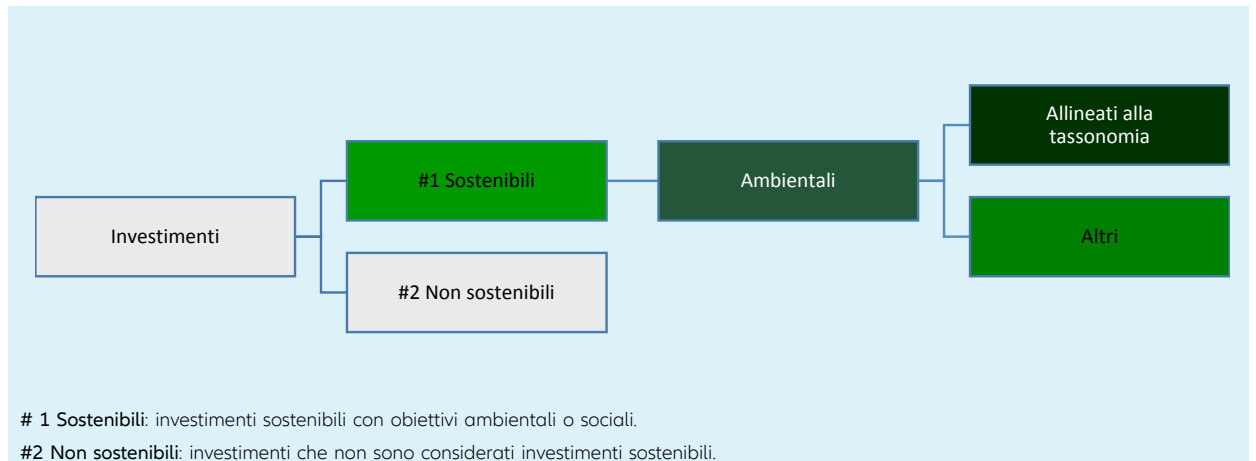 Allineati alla
tassonomia
#1 Sostenibili
Ambientali
Investimenti
Altri
#2 Non sostenibili
# 1 Sostenibili: investimenti sostenibili con obiettivi ambientali o sociali.
#2 Non sostenibili: investimenti che non sono considerati investimenti sostenibili.